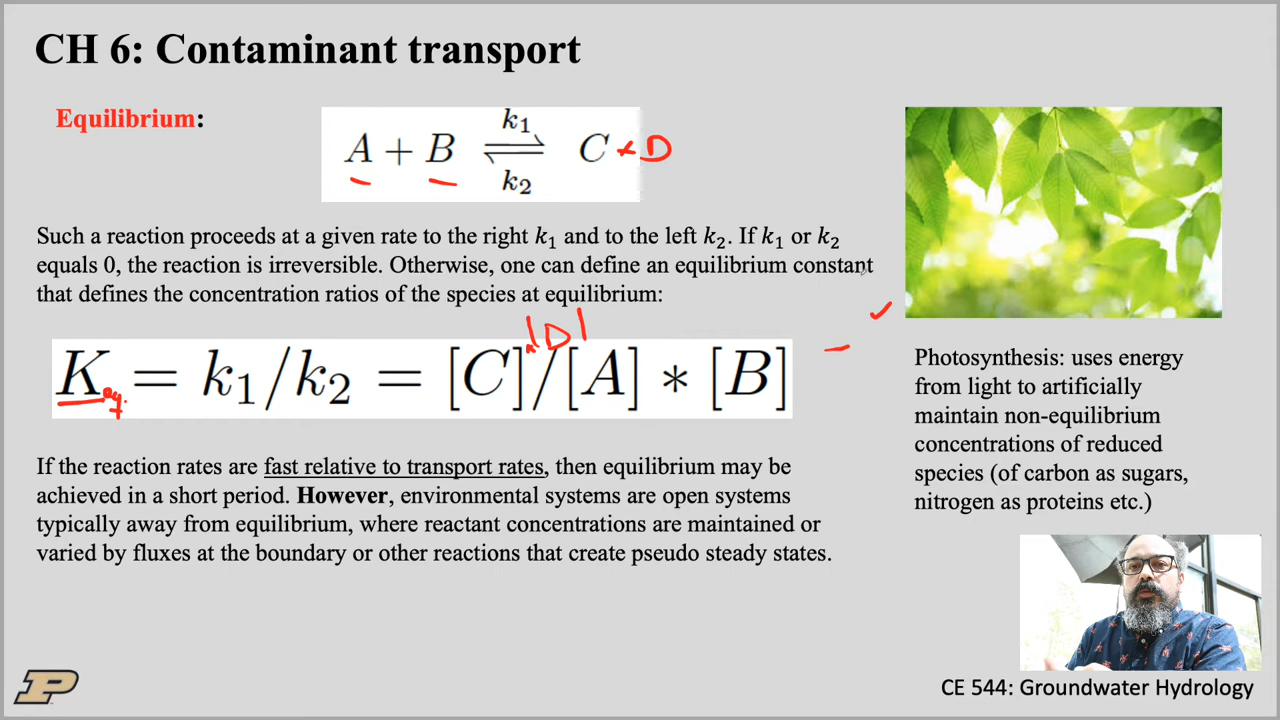 CH 6: Contaminant transport
Equilibrium:
k₁
A + B ⇌ C + D
k₂
Such a reaction proceeds at a given rate to the right k₁ and to the left k₂. If k₁ or k₂
equals 0, the reaction is irreversible. Otherwise, one can define an equilibrium constant
that defines the concentration ratios of the species at equilibrium:
K eq. = k₁/k₂ = [C][D]/[A] * [B]
If the reaction rates are fast relative to transport rates, then equilibrium may be
achieved in a short period. However, environmental systems are open systems
typically away from equilibrium, where reactant concentrations are maintained or
varied by fluxes at the boundary or other reactions that create pseudo steady states.
Photosynthesis: uses energy
from light to artificially
maintain non-equilibrium
concentrations of reduced
species (of carbon as sugars,
nitrogen as proteins etc.)
P
CE 544: Groundwater Hydrology